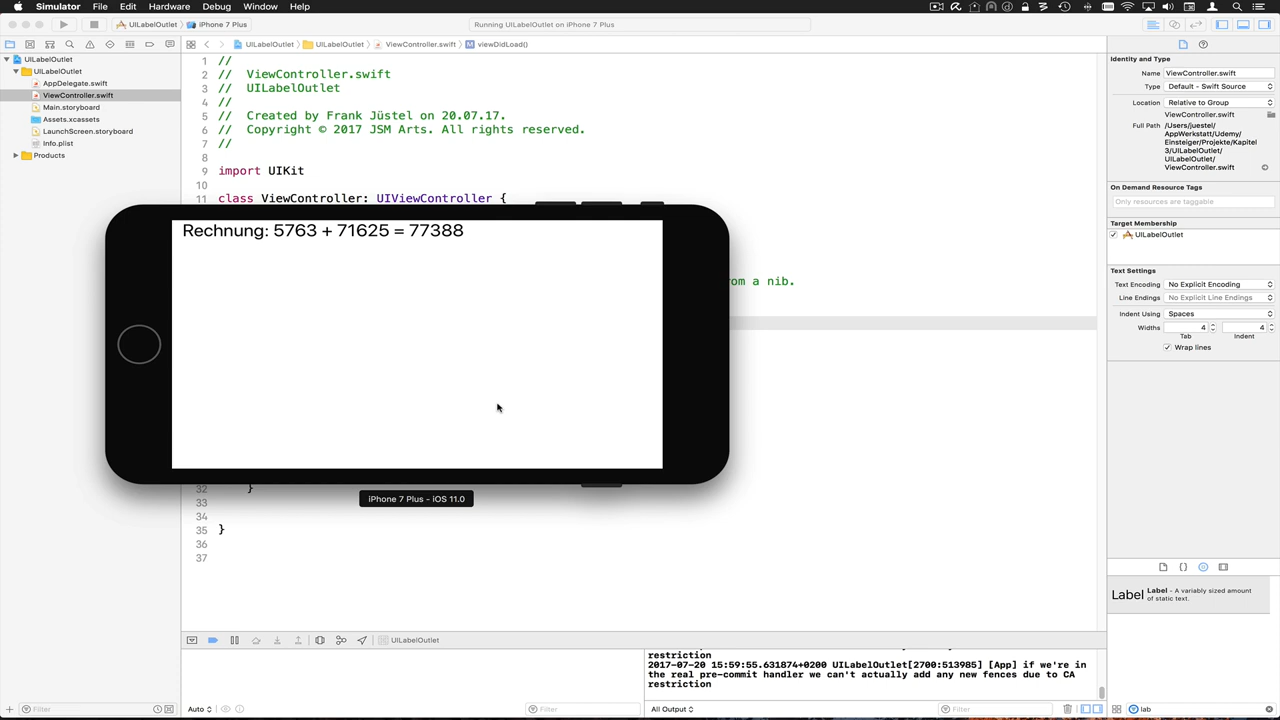 Simulator File Edit Hardware Debug Window Help
UILabelOutlet iPhone 7 Plus
Running UILabelOutlet on iPhone 7 Plus
UILabelOutlet UILabelOutlet ViewController.swift M viewDidLoad()
UILabelOutlet
UILabelOutlet
AppDelegate.swift
ViewController.swift
Main.storyboard
Assets.xcassets
LaunchScreen.storyboard
Info.plist
Products
1 //
2 // ViewController.swift
3 // UILabelOutlet
4 //
5 // Created by Frank Jüstel on 20.07.17.
6 // Copyright © 2017 JSM Arts. All rights reserved.
7 //
8
9 import UIKit
10
11 class ViewController: UIViewController {
om a nib.
Rechnung: 5763 + 71625 = 77388
iPhone 7 Plus – iOS 11.0
32 }
33
34
35 }
36
37
Identity and Type
Name ViewController.swift
Type Default - Swift Source
Location Relative to Group
ViewController.swift
Full Path /Users/juestel/
AppWerkstatt/Udemy/
Einsteiger/Projekte/Kapitel
3/UILabelOutlet/
UILabelOutlet/
ViewController.swift
On Demand Resource Tags
Only resources are taggable
Target Membership
UILabelOutlet
Text Settings
Text Encoding No Explicit Encoding
Line Endings No Explicit Line Endings
Indent Using Spaces
Widths 4 4
Tab Indent
Wrap lines
{}
Label Label - A variably sized amount
of static text.
UILabelOutlet
restriction
2017-07-20 15:59:55.631874+0200 UILabelOutlet[2700:513985] [App] if we're in
the real pre-commit handler we can't actually add any new fences due to CA
restriction
Filter
Auto
Filter
All Output
Filter
lab